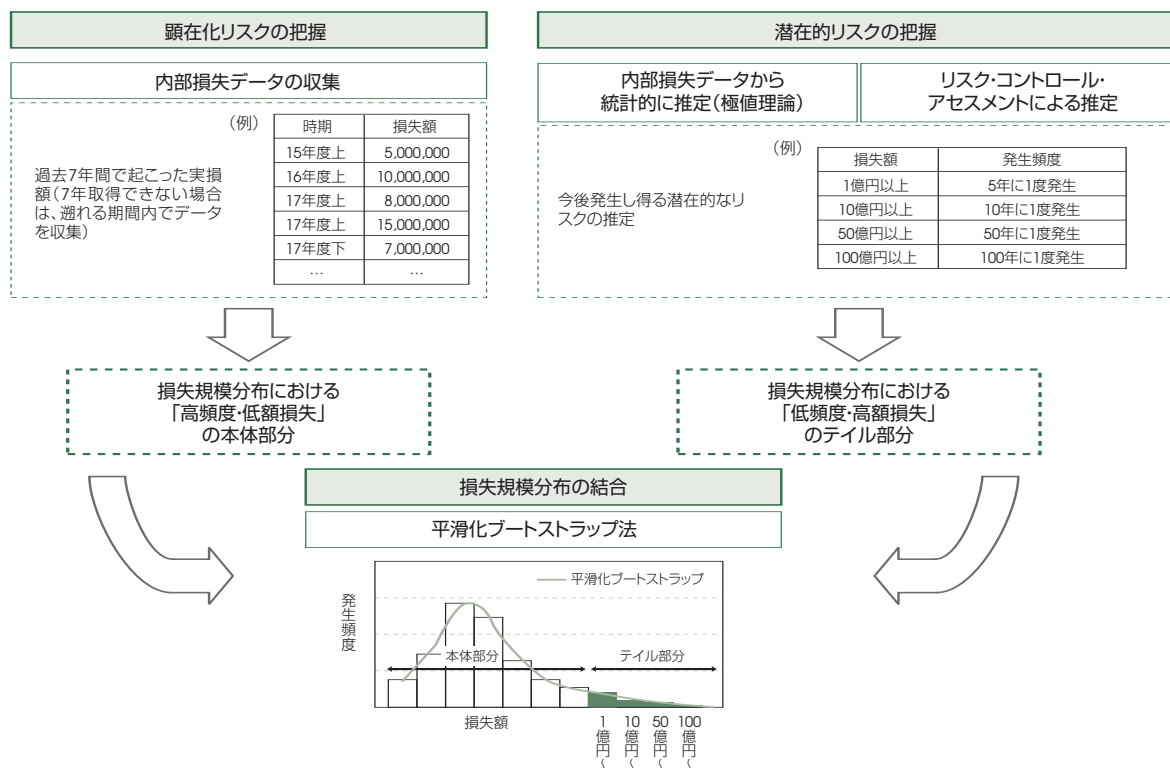 顕在化リスクの把握
内部損失データの収集
(例)
過去7年間で起こった実損
額(7年取得できない場合
は、遡れる期間内でデータ
を収集)
時期 損失額
15年度上 5,000,000
16年度上 10,000,000
17年度上 8,000,000
17年度上 15,000,000
17年度下 7,000,000
… …
損失規模分布における
「高頻度・低額損失」
の本体部分
潜在的リスクの把握
内部損失データから
統計的に推定(極値理論)
リスク・コントロール・
アセスメントによる推定
(例)
今後発生し得る潜在的なリ
スクの推定
損失額 発生頻度
1億円以上 5年に1度発生
10億円以上 10年に1度発生
50億円以上 50年に1度発生
100億円以上 100年に1度発生
損失規模分布における
「低頻度・高額損失」
のテイル部分
損失規模分布の結合
平滑化ブートストラップ法
平滑化ブートストラップ
発生頻度
本体部分 テイル部分
損失額
1億円〜
10億円〜
50億円〜
100億円〜